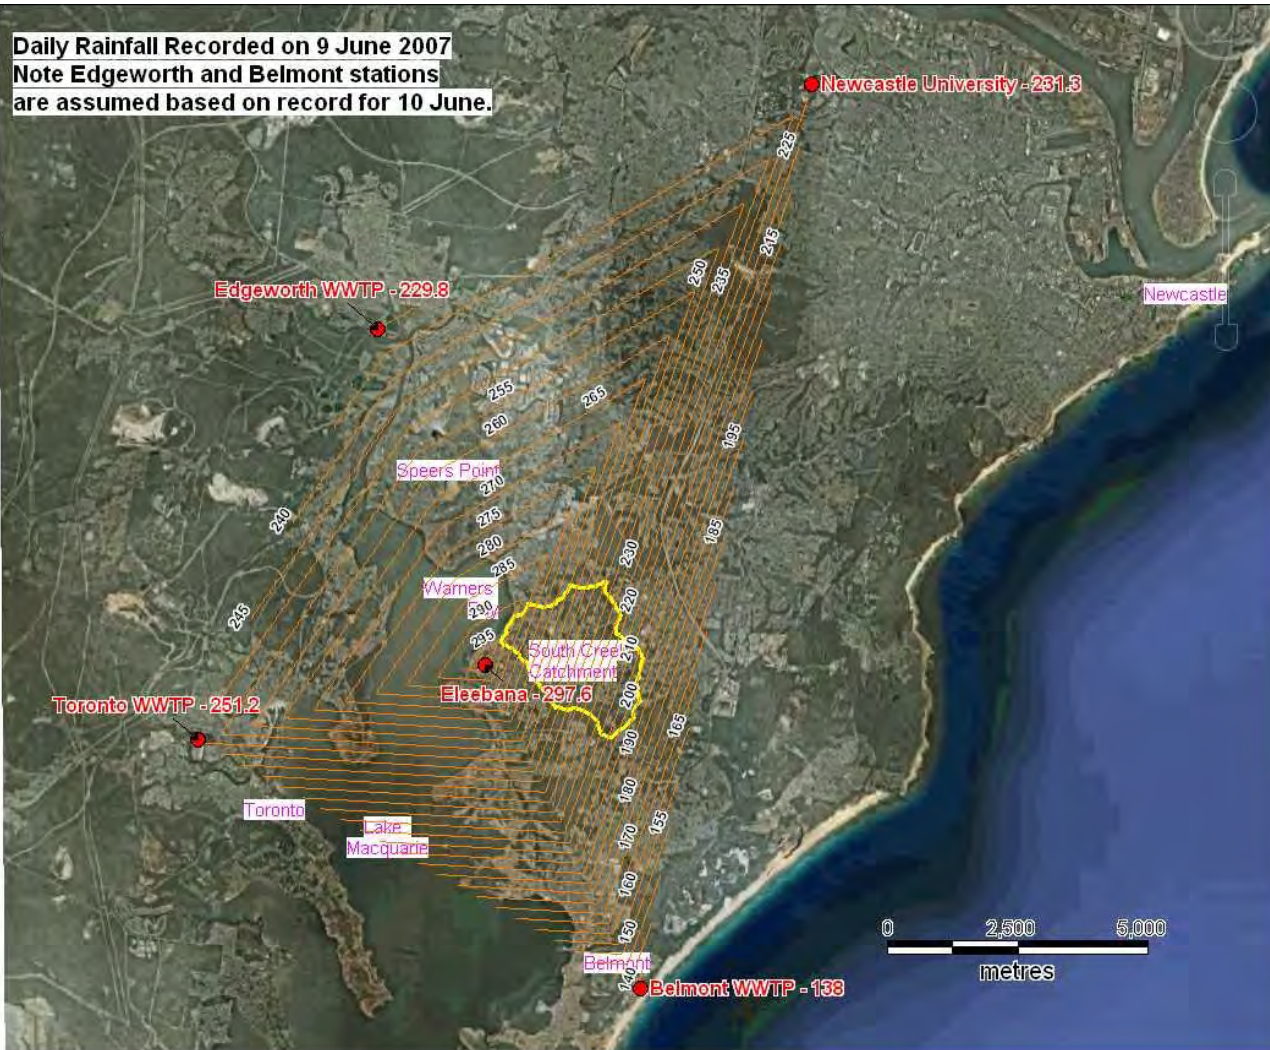 Daily Rainfall Recorded on 9 June 2007
Note Edgeworth and Belmont stations
are assumed based on record for 10 June.
Newcastle University - 231.3
225
215
250
235
Edgeworth WWTP - 229.8
Newcastle
255
265
260
195
Speers Point
270
275
240
185
280
230
285
Warners
220
290
245
295
210
South Creek
Catchment
Eleebana - 297.6
200
Toronto WWTP - 251.2
165
190
180
Toronto
155
Lake
170
Macquarie
160
150
0 2,500 5,000
metres
Belmont
140
Belmont WWTP - 138